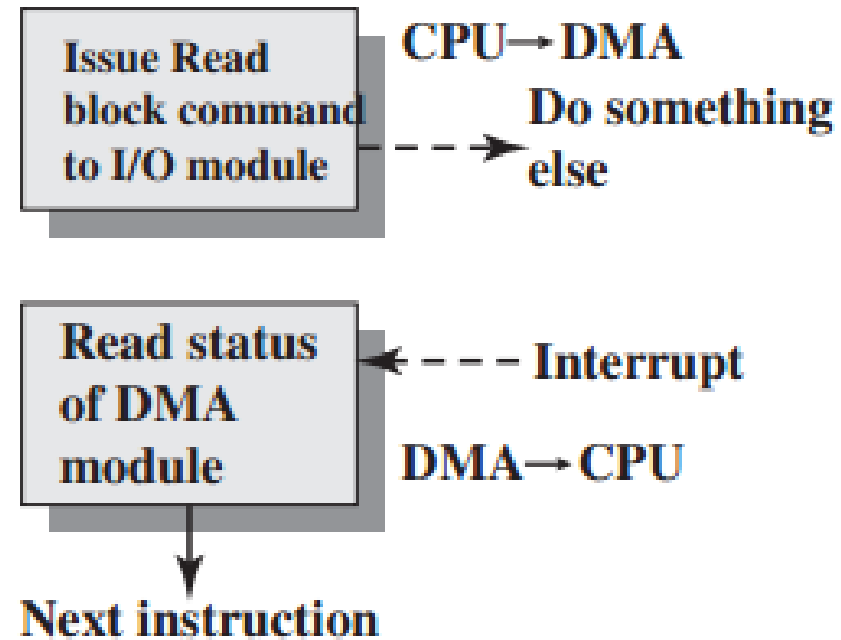 Issue Read
block command
to I/O module
CPU→DMA
Do something
else
Read status
of DMA
module
Interrupt
DMA→CPU
Next instruction